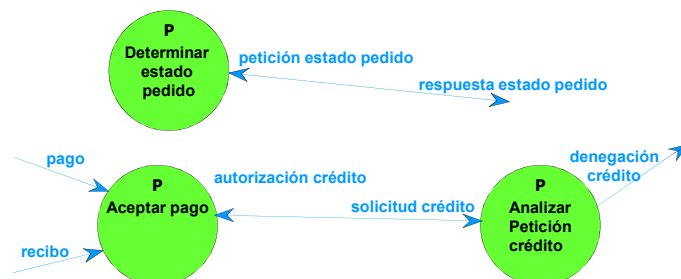 P
Determinar
estado
pedido
petición estado pedido
respuesta estado pedido
pago
P
Aceptar pago
autorización crédito
solicitud crédito
P
Analizar
Petición
crédito
denegación
crédito
recibo